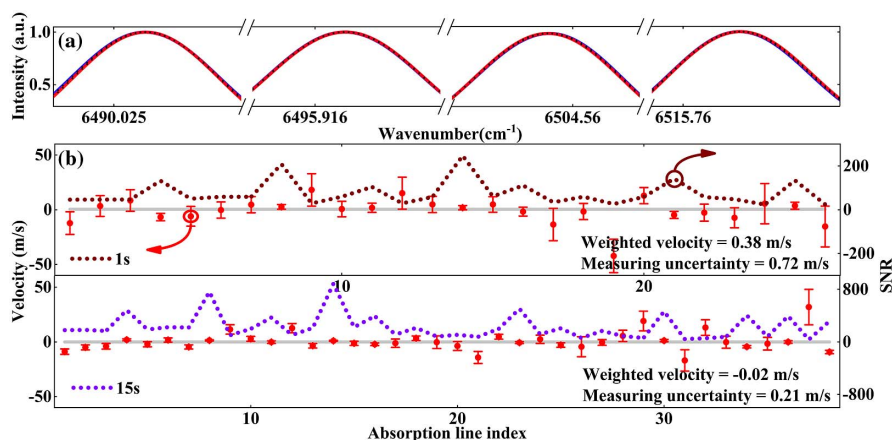 (a)
Intensity (a.u.)
1.0
0.5
6490.025 6495.916 6504.56 6515.76
Wavenumber(cm⁻¹)
(b)
Velocity (m/s)
SNR
50
0
-50
200
0
-200
1s
Weighted velocity = 0.38 m/s
Measuring uncertainty = 0.72 m/s
10 20
50
0
-50
800
0
-800
15s
Weighted velocity = -0.02 m/s
Measuring uncertainty = 0.21 m/s
10 20 30
Absorption line index